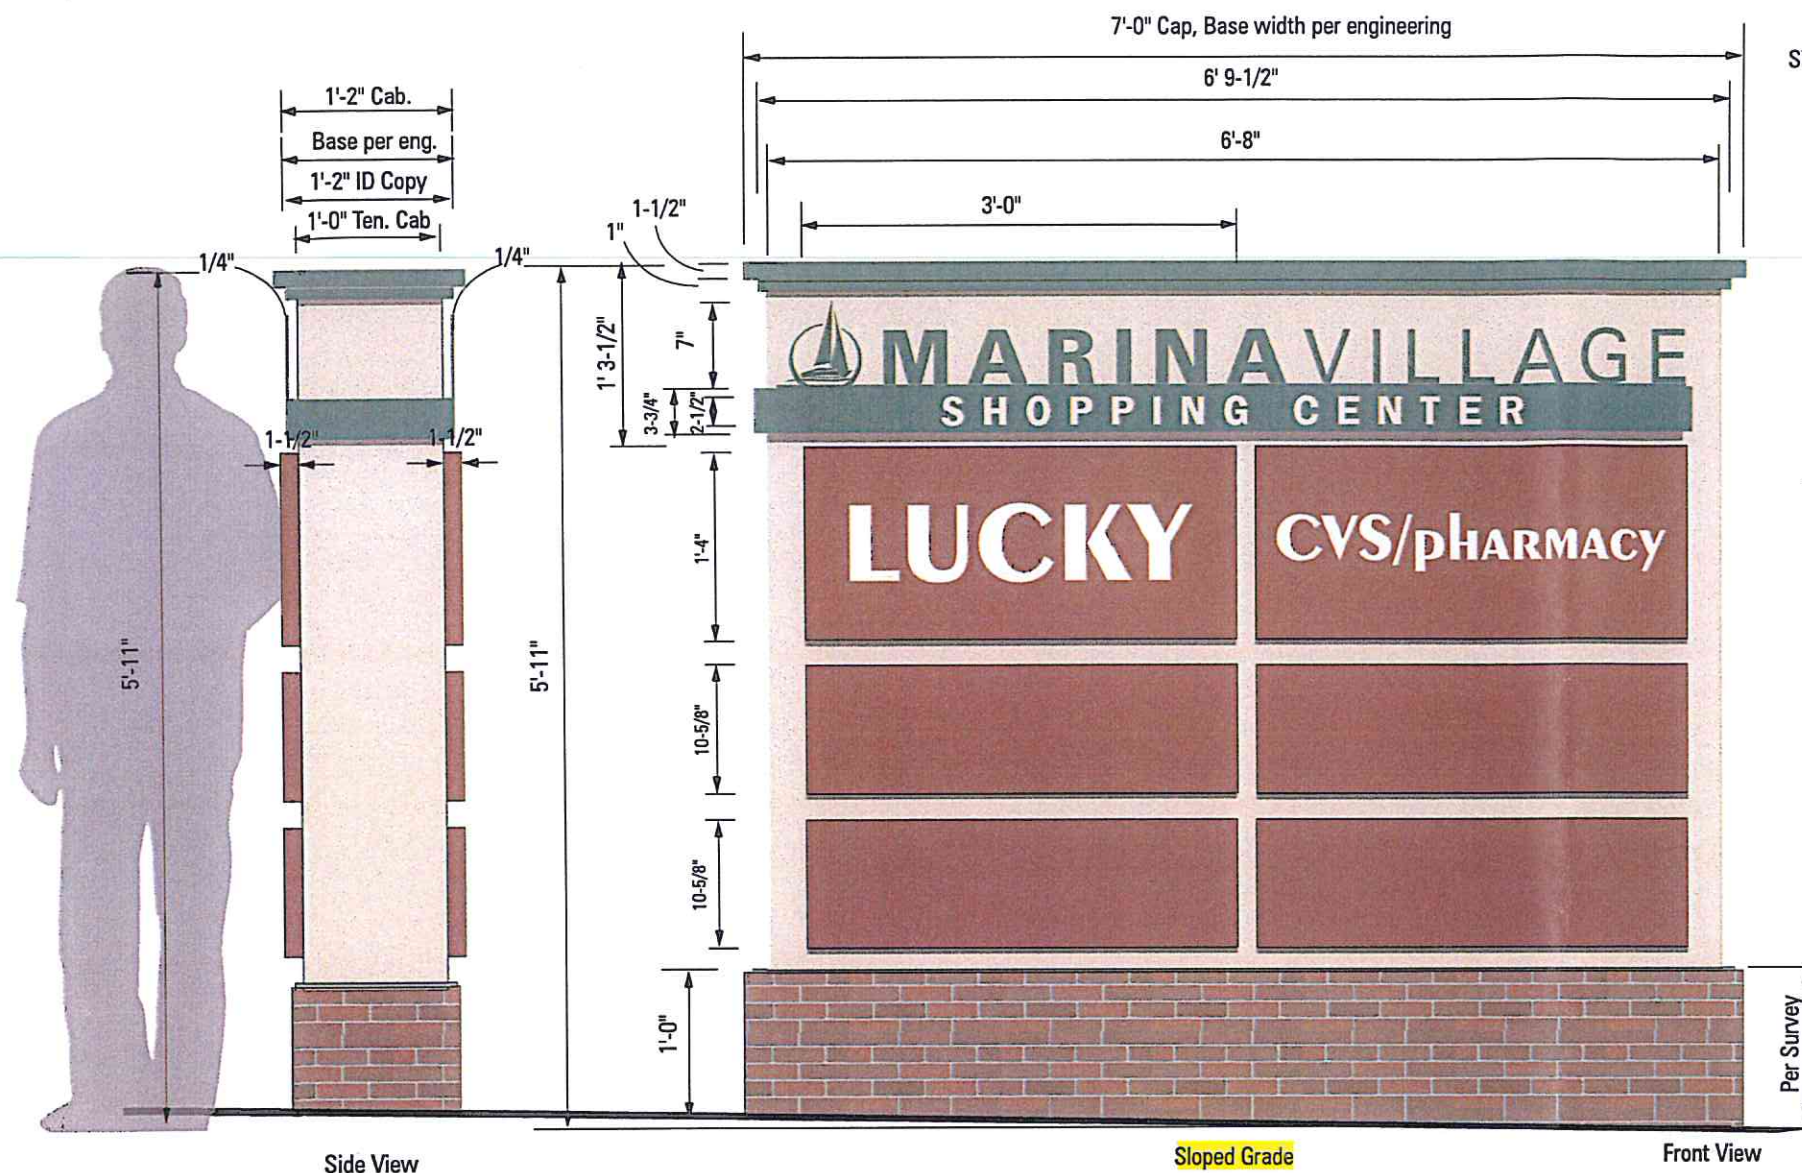 7'-0" Cap, Base width per engineering
S
6' 9-1/2"
1'-2" Cab.
Base per eng.
6'-8"
1'-2" ID Copy
1'-0" Ten. Cab
1-1/2"
3'-0"
1"
1/4"
1/4"
7"
1' 3-1/2"
MARINAVILLAGE
3-3/4"
2-1/2"
SHOPPING CENTER
1-1/2"
1-1/2"
1'-4"
LUCKY
CVS/pHARMACY
5'-11"
5'-11"
10-5/8"
10-5/8"
1'-0"
Per Survey
Side View
Sloped Grade
Front View